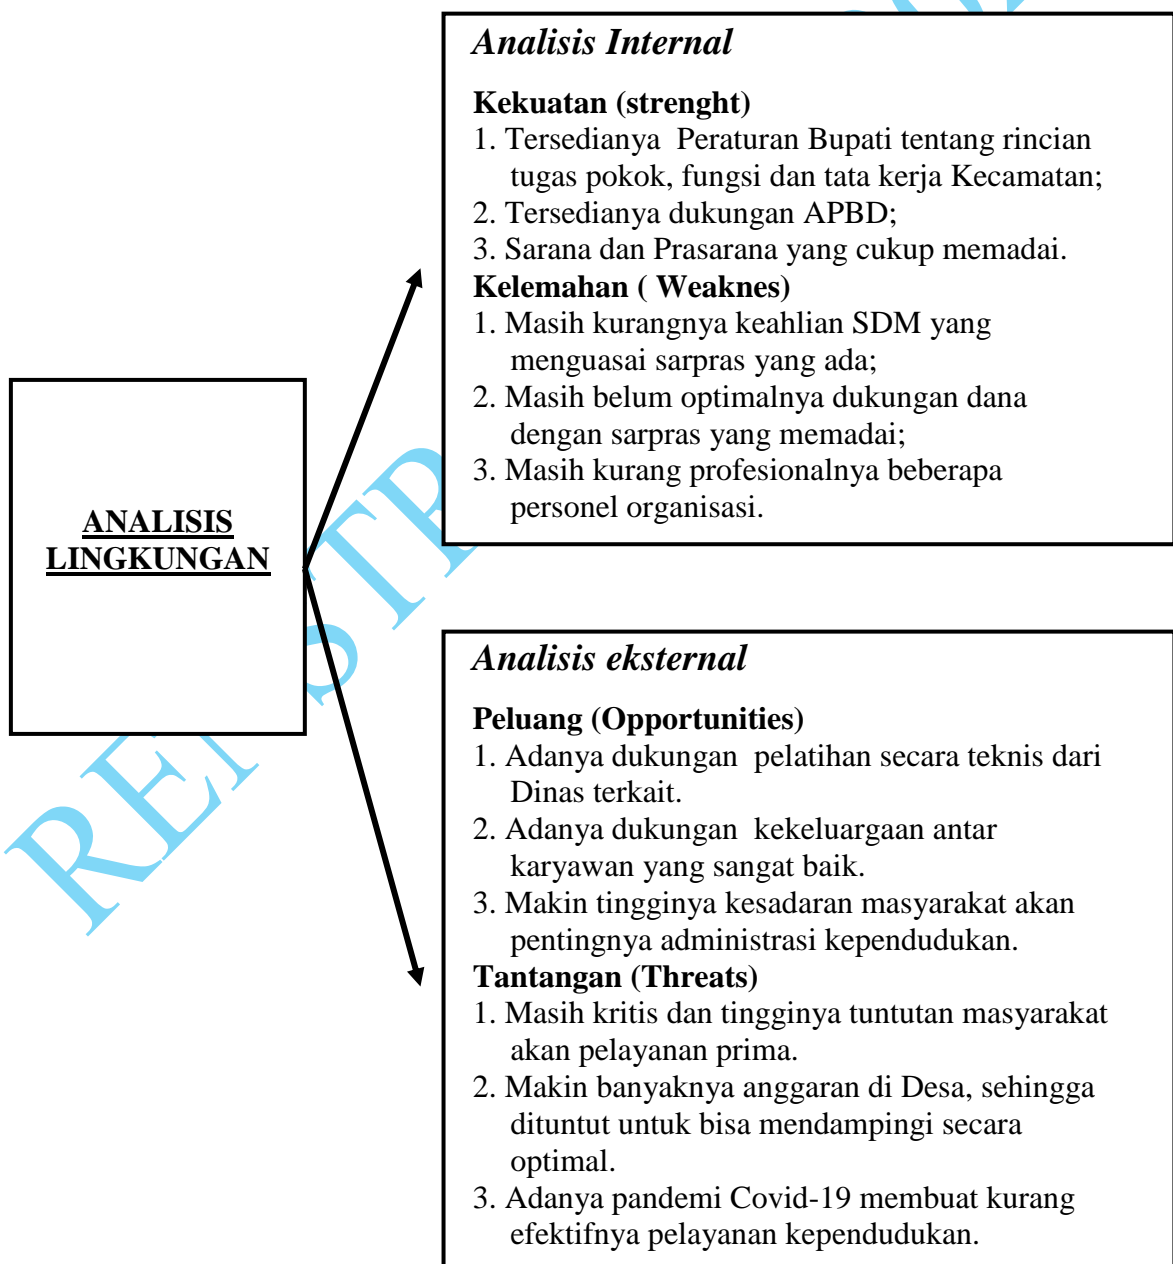 Analisis Internal
Kekuatan (strenght)
1. Tersedianya Peraturan Bupati tentang rincian
tugas pokok, fungsi dan tata kerja Kecamatan;
2. Tersedianya dukungan APBD;
3. Sarana dan Prasarana yang cukup memadai.
Kelemahan ( Weaknes)
1. Masih kurangnya keahlian SDM yang
menguasai sarpras yang ada;
2. Masih belum optimalnya dukungan dana
dengan sarpras yang memadai;
3. Masih kurang profesionalnya beberapa
personel organisasi.
ANALISIS
LINGKUNGAN
Analisis eksternal
Peluang (Opportunities)
1. Adanya dukungan pelatihan secara teknis dari
Dinas terkait.
2. Adanya dukungan kekeluargaan antar
karyawan yang sangat baik.
3. Makin tingginya kesadaran masyarakat akan
pentingnya administrasi kependudukan.
Tantangan (Threats)
1. Masih kritis dan tingginya tuntutan masyarakat
akan pelayanan prima.
2. Makin banyaknya anggaran di Desa, sehingga
dituntut untuk bisa mendampingi secara
optimal.
3. Adanya pandemi Covid-19 membuat kurang
efektifnya pelayanan kependudukan.